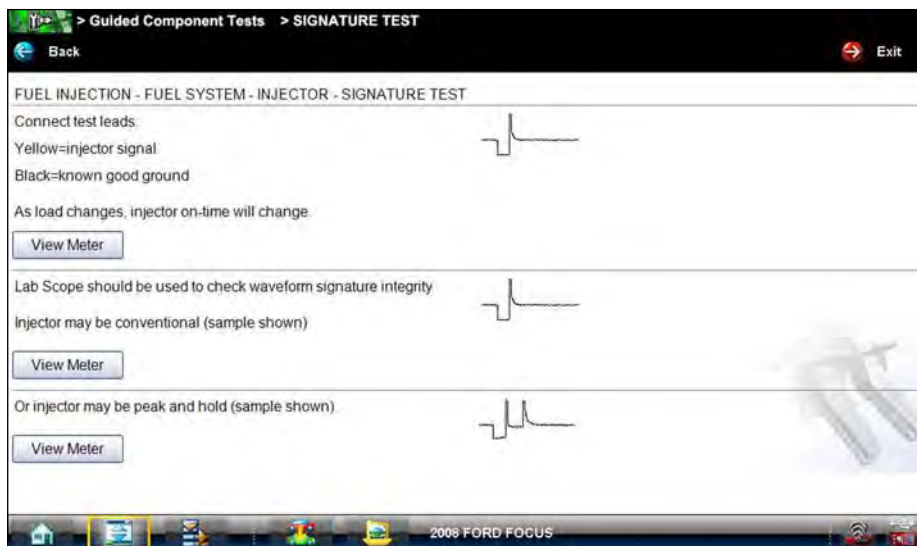 > Guided Component Tests > SIGNATURE TEST
Back
Exit
FUEL INJECTION - FUEL SYSTEM - INJECTOR - SIGNATURE TEST
Connect test leads:
Yellow=injector signal
Black=known good ground
As load changes, injector on-time will change.
View Meter
Lab Scope should be used to check waveform signature integrity
Injector may be conventional (sample shown)
View Meter
Or injector may be peak and hold (sample shown)
View Meter
2008 FORD FOCUS